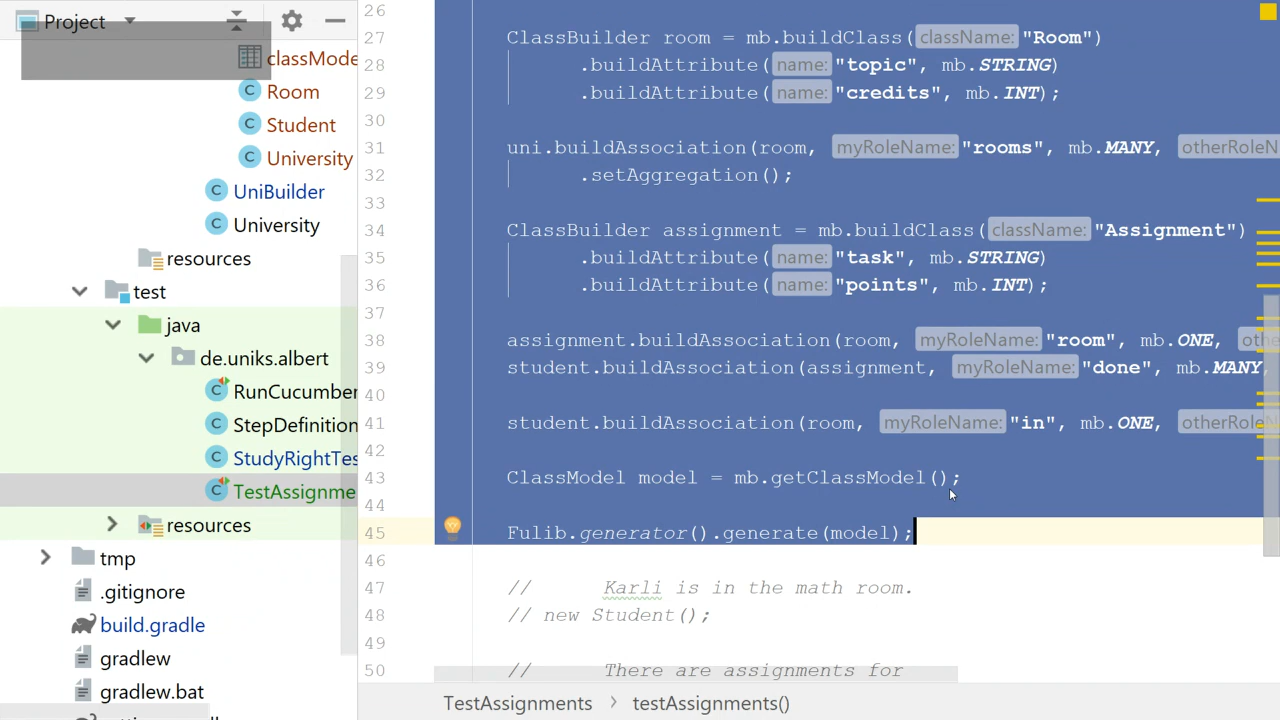 Project
classMode
Room
Student
University
UniBuilder
University
resources
test
java
de.uniks.albert
RunCucumber
StepDefinition
StudyRightTes
TestAssignme
resources
tmp
.gitignore
build.gradle
gradlew
gradlew.bat
26
27 ClassBuilder room = mb.buildClass( className: "Room")
28 .buildAttribute( name: "topic", mb.STRING)
29 .buildAttribute( name: "credits", mb.INT);
30
31 uni.buildAssociation(room, myRoleName: "rooms", mb.MANY, otherRoleN
32 .setAggregation();
33
34 ClassBuilder assignment = mb.buildClass( className: "Assignment")
35 .buildAttribute( name: "task", mb.STRING)
36 .buildAttribute( name: "points", mb.INT);
37
38 assignment.buildAssociation(room, myRoleName: "room", mb.ONE, othe
39 student.buildAssociation(assignment, myRoleName: "done", mb.MANY,
40
41 student.buildAssociation(room, myRoleName: "in", mb.ONE, otherRoleN
42
43 ClassModel model = mb.getClassModel();
44
45 Fulib.generator().generate(model);
46
47 // Karli is in the math room.
48 // new Student();
49
50 // There are assignments for
TestAssignments > testAssignments()